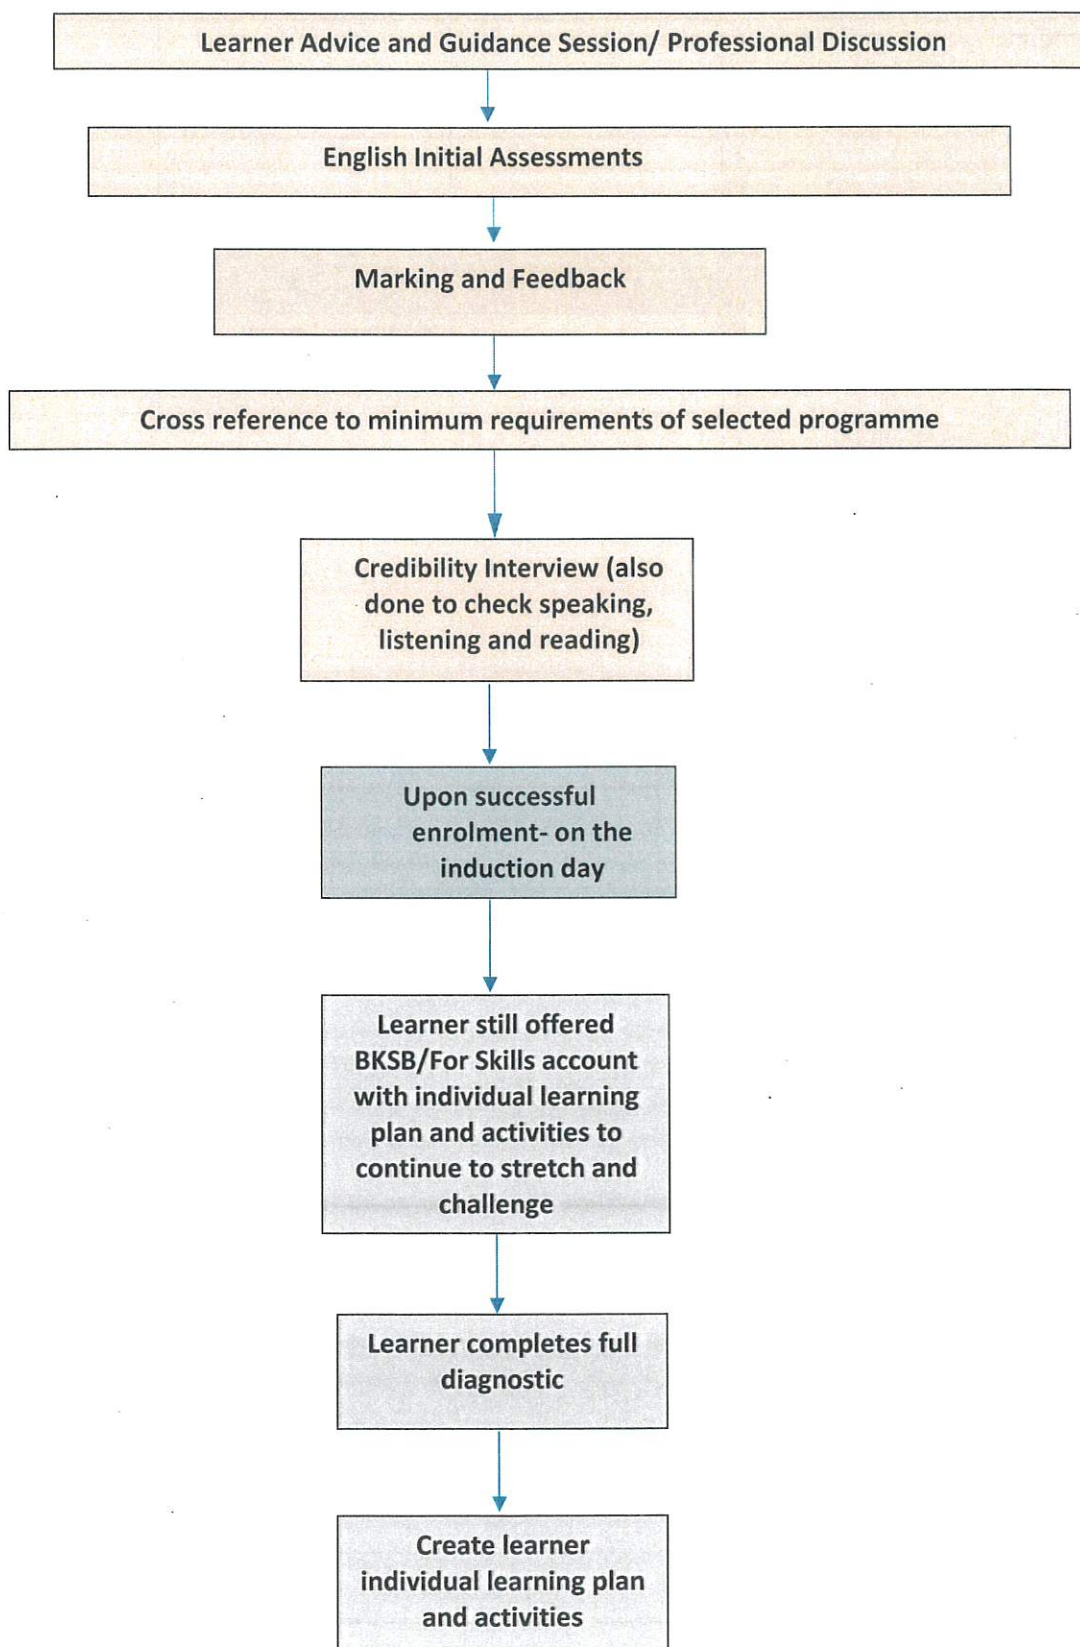 Learner Advice and Guidance Session/ Professional Discussion
English Initial Assessments
Marking and Feedback
Cross reference to minimum requirements of selected programme
Credibility Interview (also
done to check speaking,
listening and reading)
Upon successful
enrolment- on the
induction day
Learner still offered
BKSB/For Skills account
with individual learning
plan and activities to
continue to stretch and
challenge
Learner completes full
diagnostic
Create learner
individual learning plan
and activities